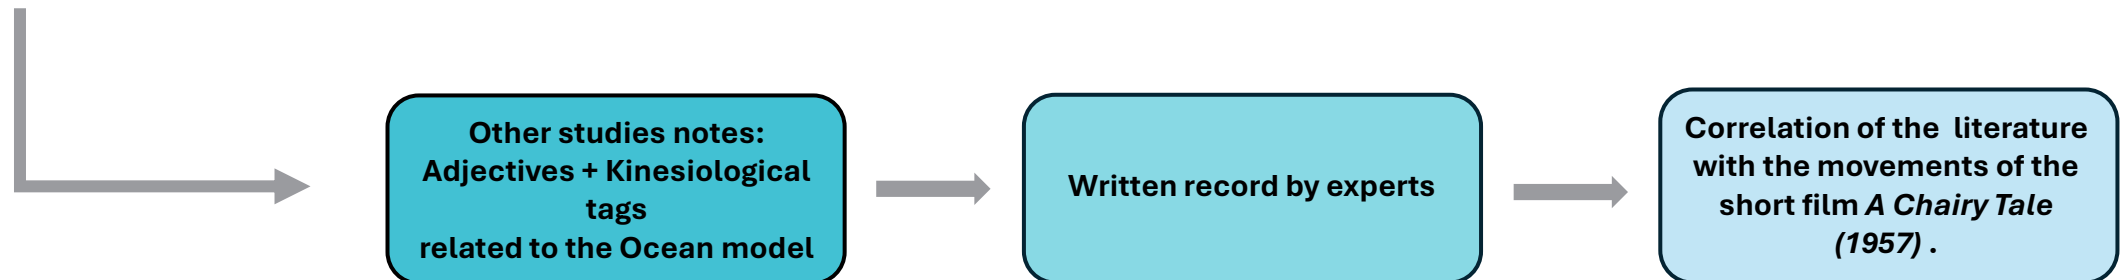 Other studies notes:
Adjectives + Kinesiological
tags
related to the Ocean model
Written record by experts
Correlation of the literature
with the movements of the
short film A Chairy Tale
(1957) .